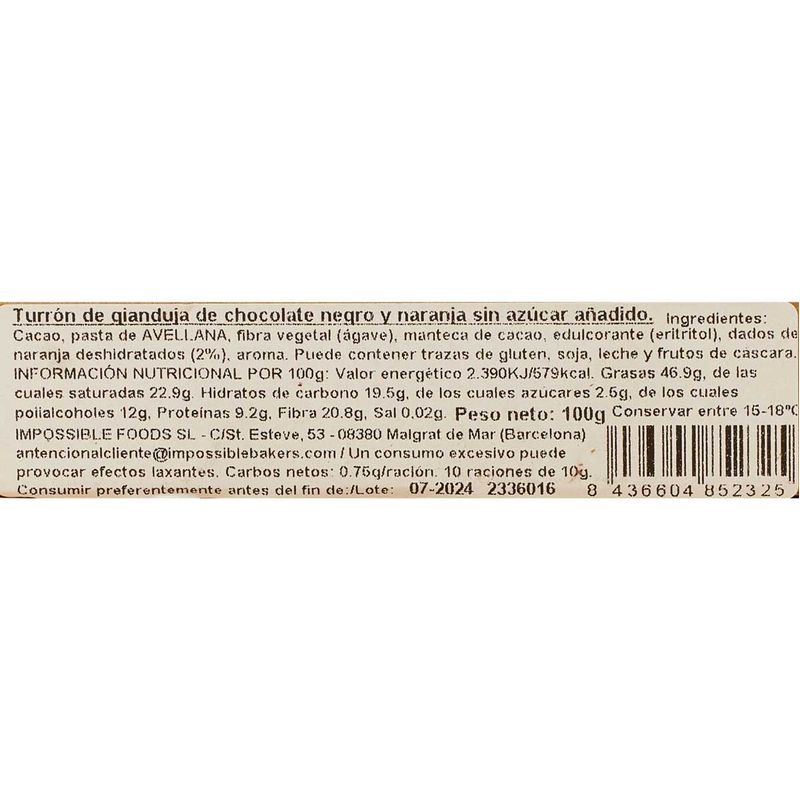 Turrón de gianduja de chocolate negro y naranja sin azúcar añadido. Ingredientes:
Cacao, pasta de AVELLANA, fibra vegetal (ágave), manteca de cacao, edulcorante (eritritol), dados de
naranja deshidratados (2%), aroma. Puede contener trazas de gluten, soja, leche y frutos de cáscara.
INFORMACIÓN NUTRICIONAL POR 100g: Valor energético 2.390KJ/579kcal. Grasas 46.9g, de las
cuales saturadas 22.9g. Hidratos de carbono 19.5g, de los cuales azúcares 2.5g, de los cuales
polialcoholes 12g, Proteínas 9.2g, Fibra 20.8g, Sal 0,02g. Peso neto: 100g Conservar entre 15-18ºC
IMPOSSIBLE FOODS SL - C/St. Esteve, 53 - 08380 Malgrat de Mar (Barcelona)
antencionalcliente@impossiblebakers.com / Un consumo excesivo puede
provocar efectos laxantes. Carbos netos: 0.75g/ración. 10 raciones de 10g.
Consumir preferentemente antes del fin de:/Lote: 07-2024 2336016
8 436604 852325